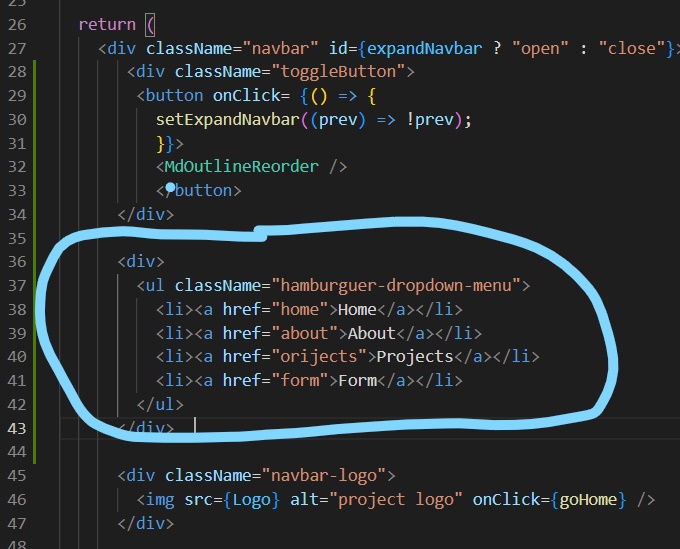 25
26 return (
27 <div className="navbar" id={expandNavbar ? "open" : "close"}>
28 <div className="toggleButton">
29 <button onClick= {() => {
30 setExpandNavbar((prev) => !prev);
31 }}>
32 <MdOutlineReorder />
33 </button>
34 </div>
35
36 <div>
37 <ul className="hamburguer-dropdown-menu">
38 <li><a href="home">Home</a></li>
39 <li><a href="about">About</a></li>
40 <li><a href="orijects">Projects</a></li>
41 <li><a href="form">Form</a></li>
42 </ul>
43 </div>
44
45 <div className="navbar-logo">
46 <img src={Logo} alt="project logo" onClick={goHome} />
47 </div>
48